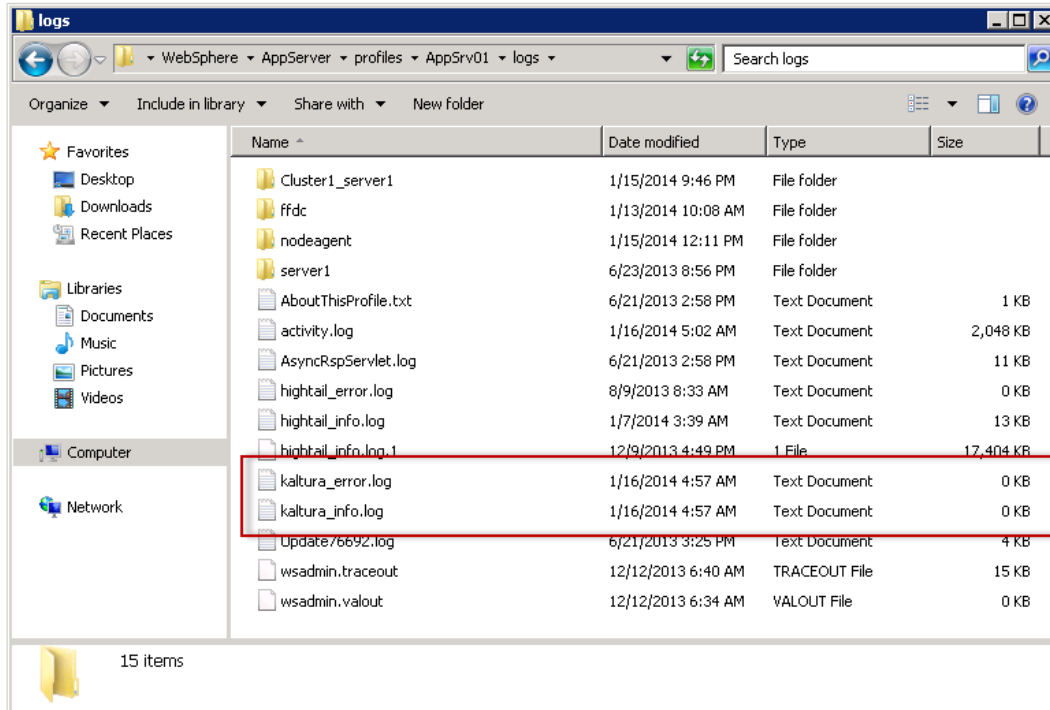 logs
WebSphere AppServer profiles AppSrv01 logs Search logs
Organize Include in library Share with New folder
Favorites
Desktop
Downloads
Recent Places
Libraries
Documents
Music
Pictures
Videos
Computer
Network
Name Date modified Type Size
Cluster1_server1 1/15/2014 9:46 PM File folder
ffdc 1/13/2014 10:08 AM File folder
nodeagent 1/15/2014 12:11 PM File folder
server1 6/23/2013 8:56 PM File folder
AboutThisProfile.txt 6/21/2013 2:58 PM Text Document 1 KB
activity.log 1/16/2014 5:02 AM Text Document 2,048 KB
AsyncRspServlet.log 6/21/2013 2:58 PM Text Document 11 KB
hightail_error.log 8/9/2013 8:33 AM Text Document 0 KB
hightail_info.log 1/7/2014 3:39 AM Text Document 13 KB
hightail_info.log.1 12/9/2013 4:49 PM 1 File 17,404 KB
kaltura_error.log 1/16/2014 4:57 AM Text Document 0 KB
kaltura_info.log 1/16/2014 4:57 AM Text Document 0 KB
Update76692.log 6/21/2013 3:25 PM Text Document 4 KB
wsadmin.traceout 12/12/2013 6:40 AM TRACEOUT File 15 KB
wsadmin.valout 12/12/2013 6:34 AM VALOUT File 0 KB
15 items